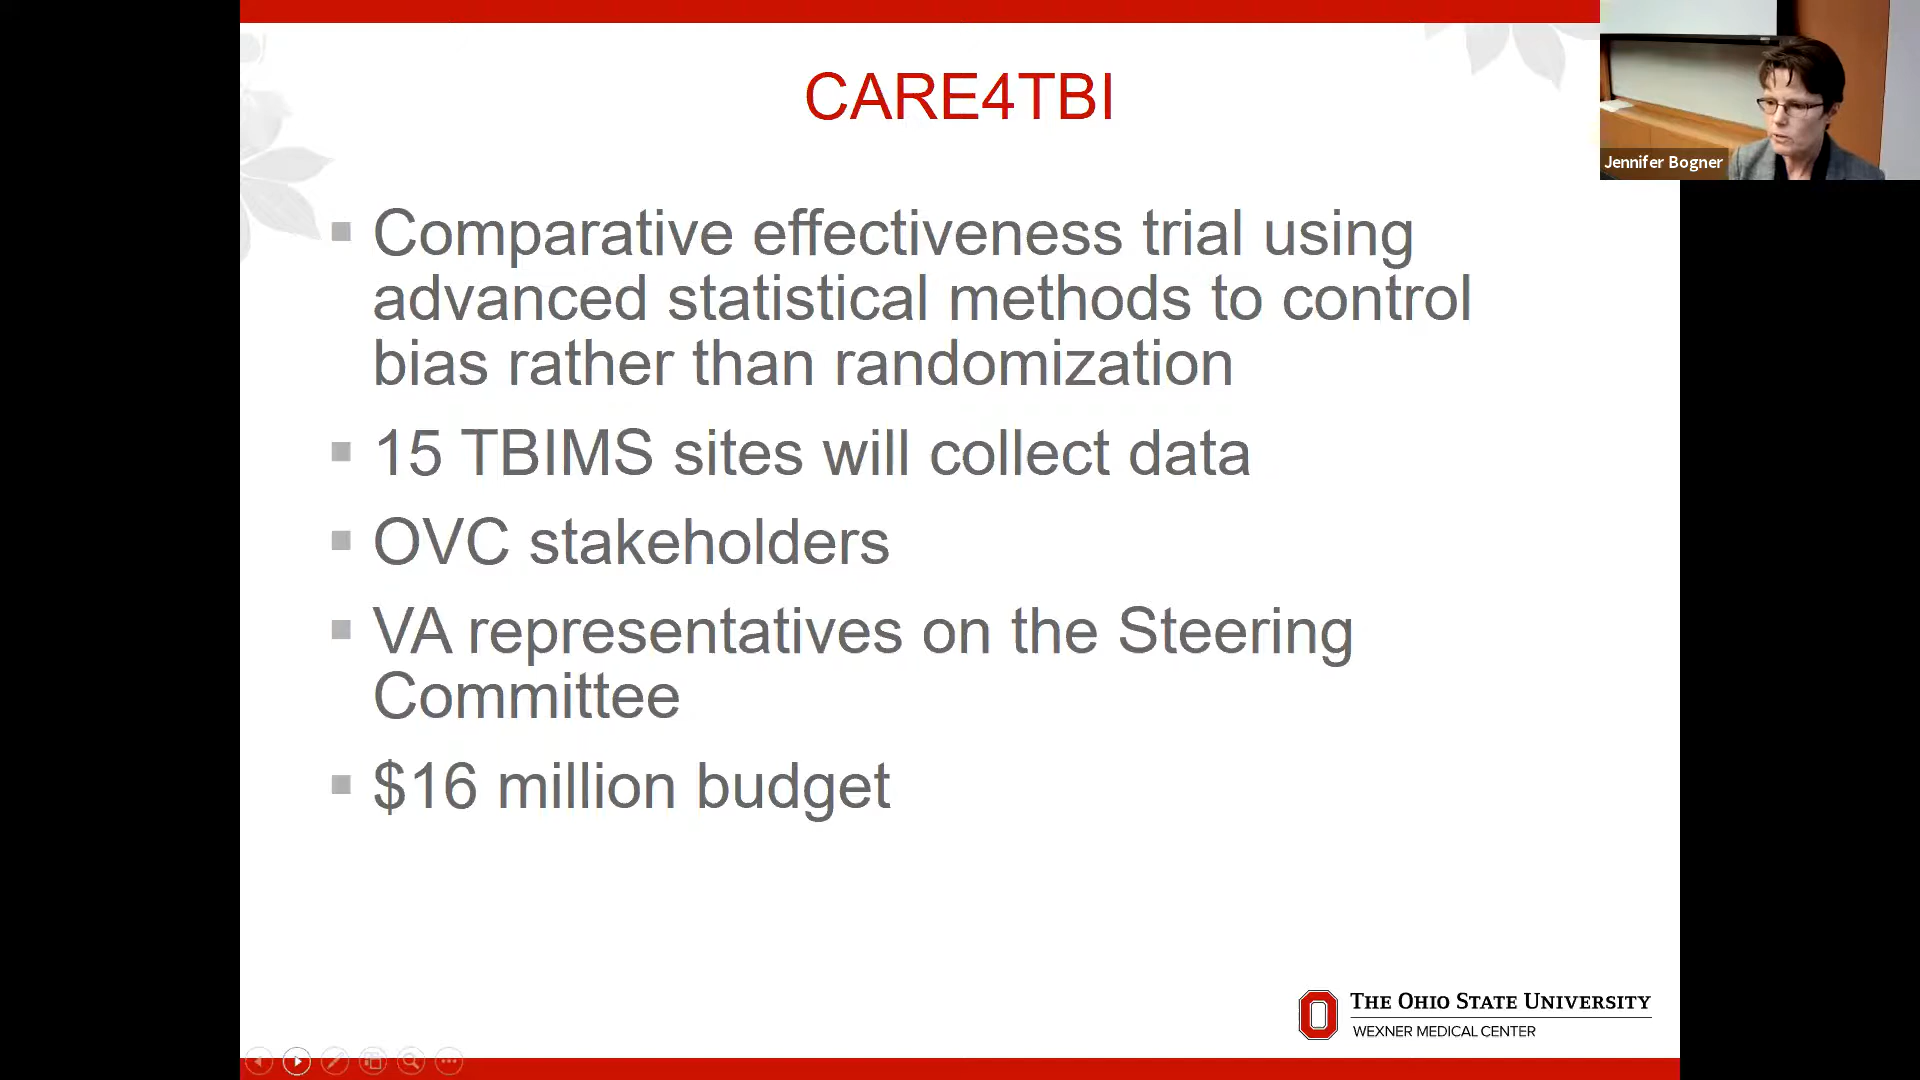 CARE4TBI
Jennifer Bogner
Comparative effectiveness trial using
advanced statistical methods to control
bias rather than randomization
15 TBIMS sites will collect data
OVC stakeholders
VA representatives on the Steering
Committee
$16 million budget
THE OHIO STATE UNIVERSITY
WEXNER MEDICAL CENTER